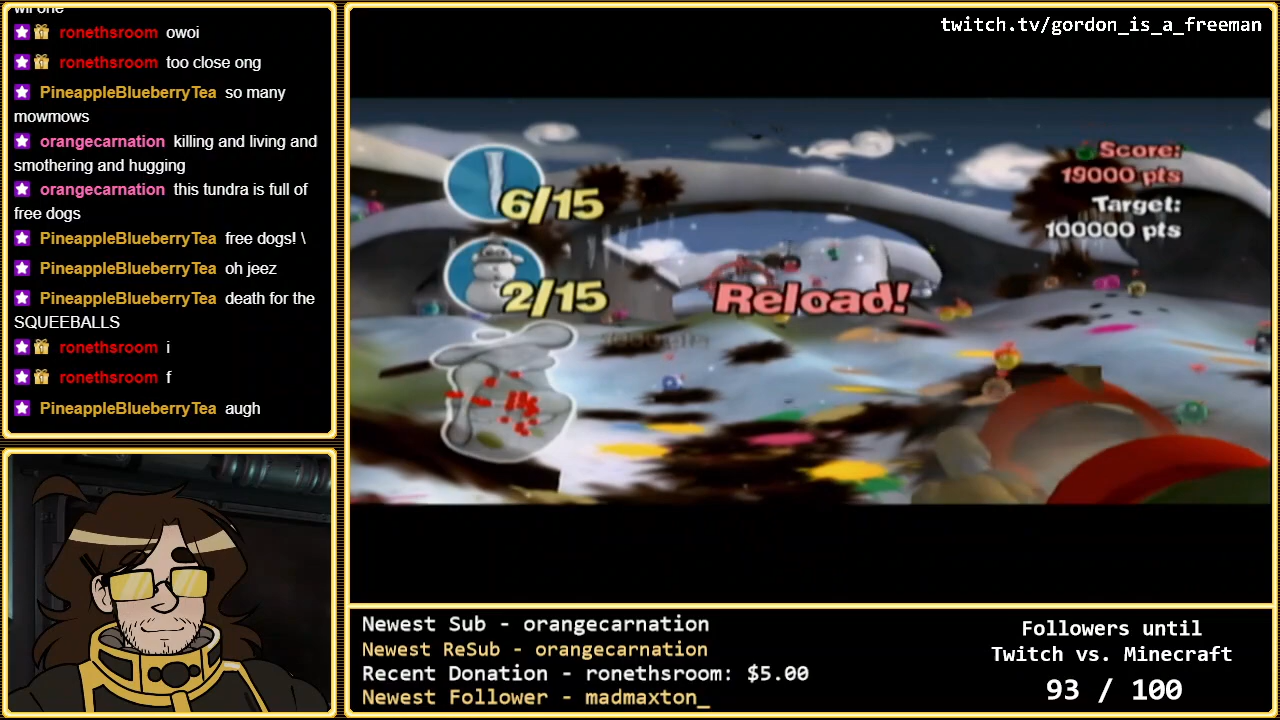 wii one
ronethsroom owoi
ronethsroom too close ong
PineappleBlueberryTea so many
mowmows
orangecarnation killing and living and
smothering and hugging
orangecarnation this tundra is full of
free dogs
PineappleBlueberryTea free dogs! \
PineappleBlueberryTea oh jeez
PineappleBlueberryTea death for the
SQUEEBALLS
ronethsroom i
ronethsroom f
PineappleBlueberryTea augh
twitch.tv/gordon_is_a_freeman
Score:
19000 pts
Target:
100000 pts
6/15
2/15
Reload!
Newest Sub - orangecarnation
Newest ReSub - orangecarnation
Recent Donation - ronethsroom: $5.00
Newest Follower - madmaxton_
Followers until
Twitch vs. Minecraft
93 / 100